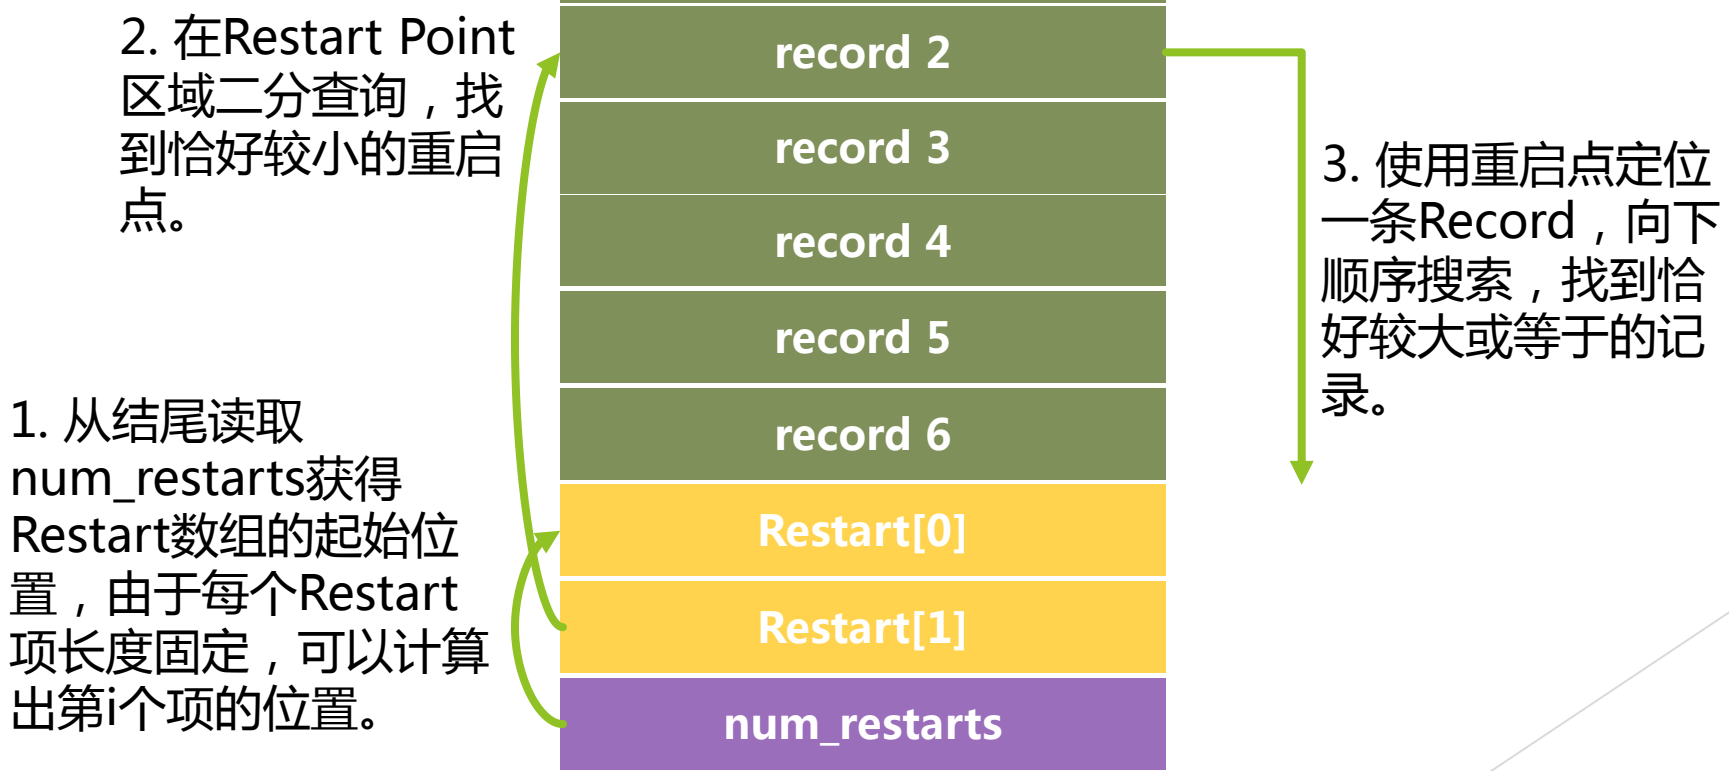 2. 在Restart Point
区域二分查询，找
到恰好较小的重启
点。
record 2
record 3
record 4
record 5
record 6
Restart[0]
Restart[1]
num_restarts
1. 从结尾读取
num_restarts获得
Restart数组的起始位
置，由于每个Restart
项长度固定，可以计算
出第i个项的位置。
3. 使用重启点定位
一条Record，向下
顺序搜索，找到恰
好较大或等于的记
录。